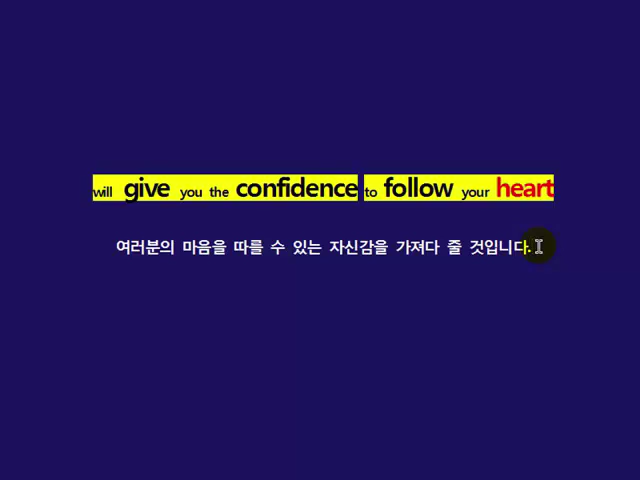 will give you the confidence to follow your heart
여러분의 마음을 따를 수 있는 자신감을 가져다 줄 것입니다.